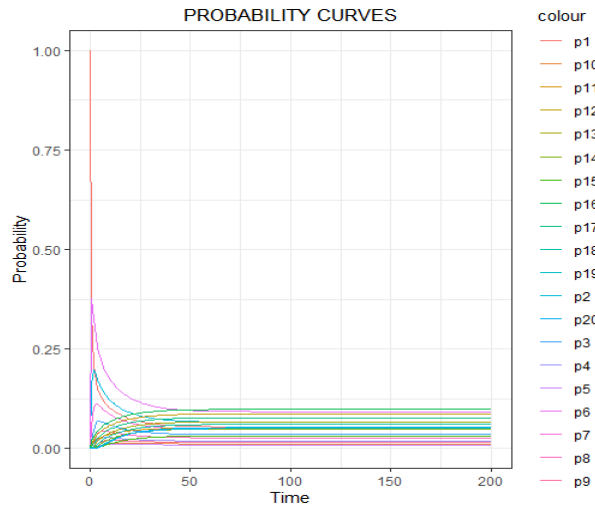 PROBABILITY CURVES
colour
1.00
0.75
0.50
0.25
0.00
Probability
0
50
100
150
200
Time
p1
p10
p11
p12
p13
p14
p15
p16
p17
p18
p19
p2
p20
p3
p4
p5
p6
p7
p8
p9